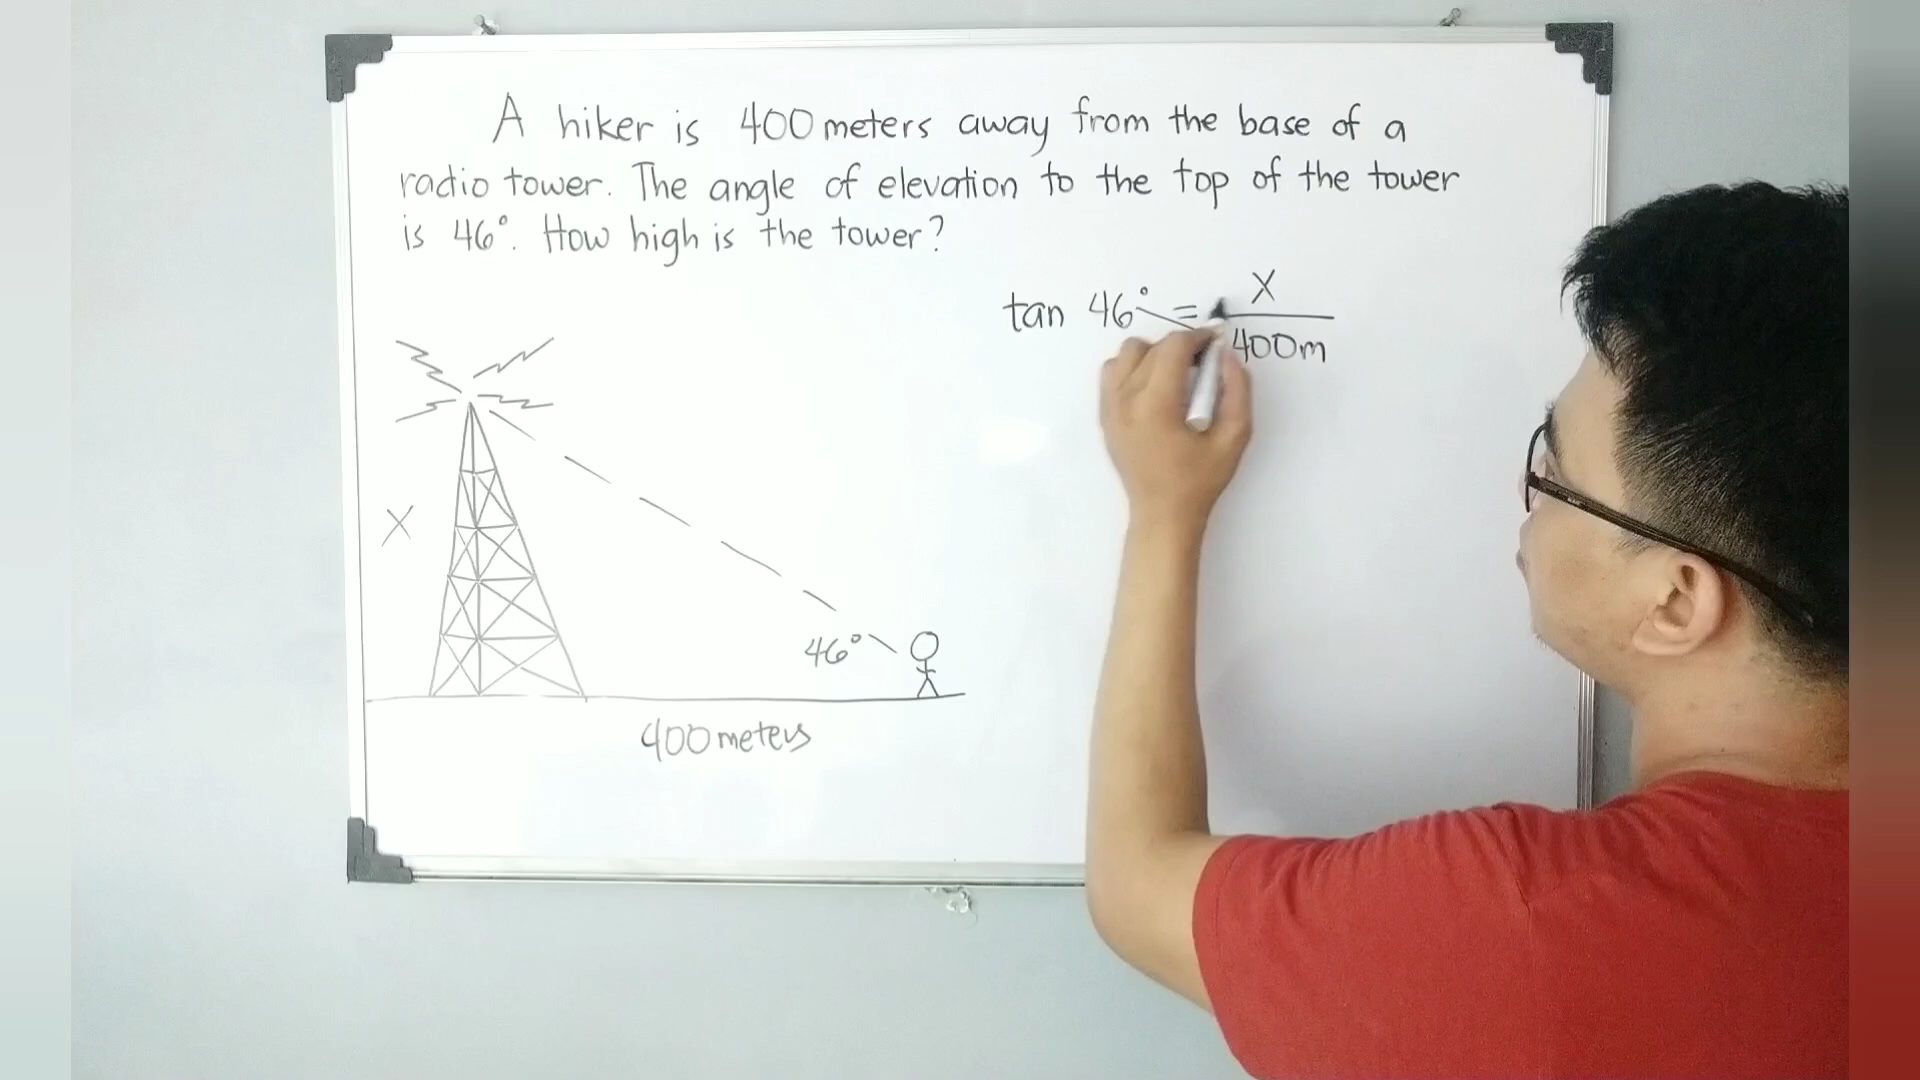 A hiker is 400 meters away from the base of a
radio tower. The angle of elevation to the top of the tower
is 46°. How high is the tower?
tan 46° = X
400m
X
46°
400 meters